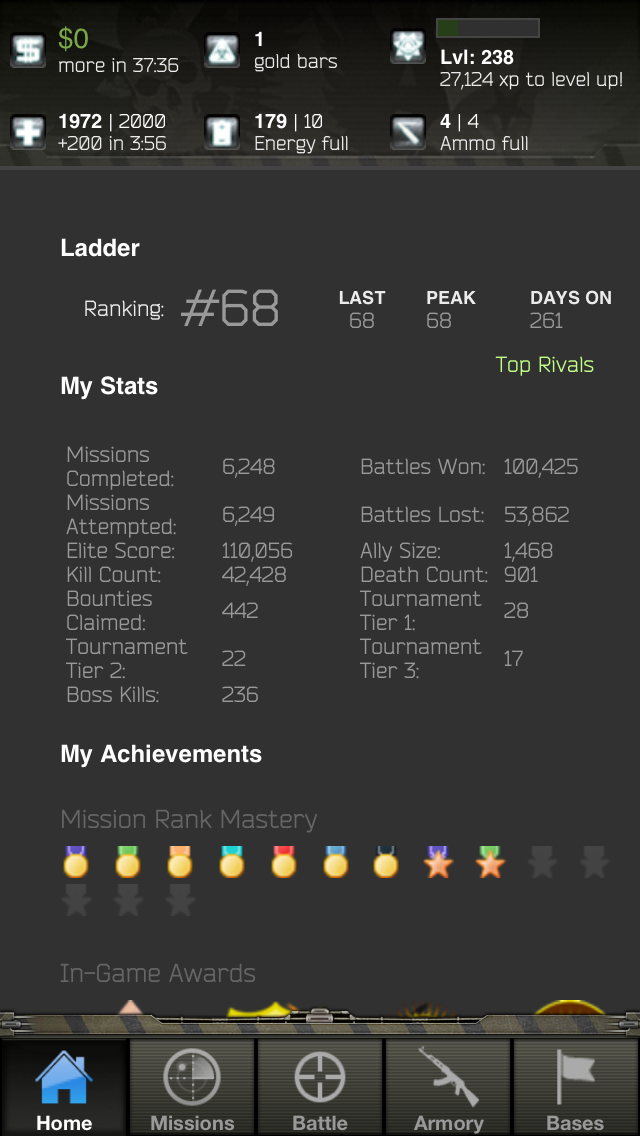 $0
more in 37:36
1
gold bars
Lvl: 238
27,124 xp to level up!
1972 | 2000
+200 in 3:56
179 | 10
Energy full
4 | 4
Ammo full
Ladder
Ranking: #68
LAST PEAK DAYS ON
68 68 261
Top Rivals
My Stats
Missions
Completed: 6,248
Battles Won: 100,425
Missions
Attempted: 6,249
Battles Lost: 53,862
Elite Score: 110,056
Ally Size: 1,468
Kill Count: 42,428
Death Count: 901
Bounties
Claimed: 442
Tournament
Tier 1: 28
Tournament
Tier 2: 22
Tournament
Tier 3: 17
Boss Kills: 236
My Achievements
Mission Rank Mastery
In-Game Awards
Home
Missions
Battle
Armory
Bases